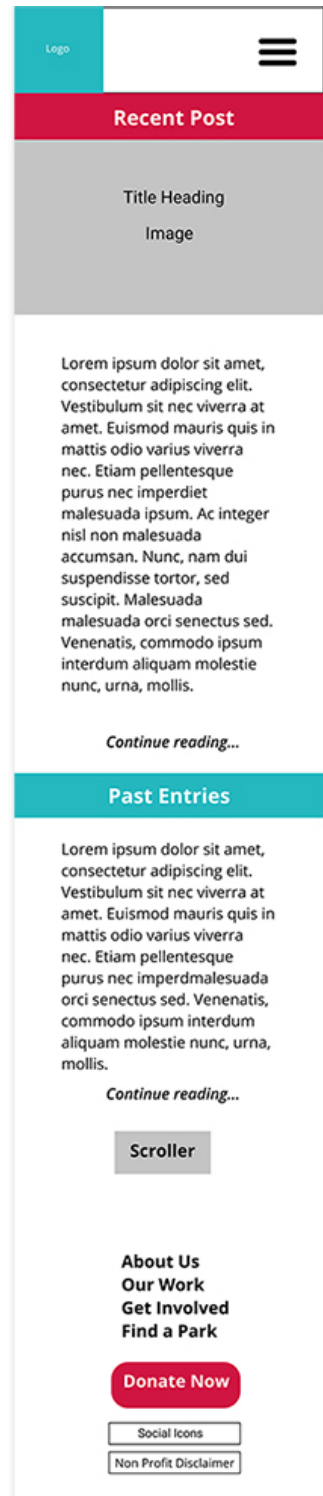 Logo
Recent Post
Title Heading
Image
Lorem ipsum dolor sit amet,
consectetur adipiscing elit.
Vestibulum sit nec viverra at
amet. Euismod mauris quis in
mattis odio varius viverra
nec. Etiam pellentesque
purus nec imperdiet
malesuada ipsum. Ac integer
nisl non malesuada
accumsan. Nunc, nam dui
suspendisse tortor, sed
suscipit. Malesuada
malesuada orci senectus sed.
Venenatis, commodo ipsum
interdum aliquam molestie
nunc, urna, mollis.
Continue reading...
Past Entries
Lorem ipsum dolor sit amet,
consectetur adipiscing elit.
Vestibulum sit nec viverra at
amet. Euismod mauris quis in
mattis odio varius viverra
nec. Etiam pellentesque
purus nec imperdmalesuada
orci senectus sed. Venenatis,
commodo ipsum interdum
aliquam molestie nunc, urna,
mollis.
Continue reading...
Scroller
About Us
Our Work
Get Involved
Find a Park
Donate Now
Social Icons
Non Profit Disclaimer